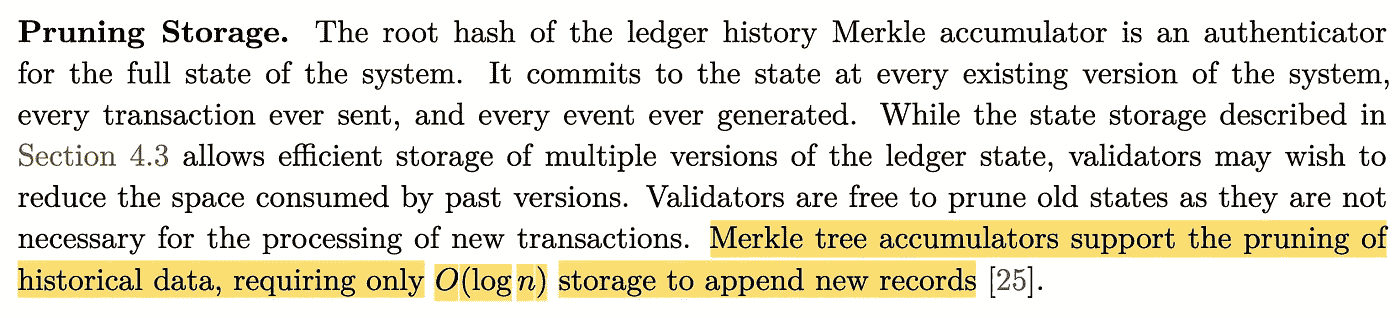 Pruning Storage. The root hash of the ledger history Merkle accumulator is an authenticator
for the full state of the system. It commits to the state at every existing version of the system,
every transaction ever sent, and every event ever generated. While the state storage described in
Section 4.3 allows efficient storage of multiple versions of the ledger state, validators may wish to
reduce the space consumed by past versions. Validators are free to prune old states as they are not
necessary for the processing of new transactions. Merkle tree accumulators support the pruning of
historical data, requiring only O(log n) storage to append new records [25].